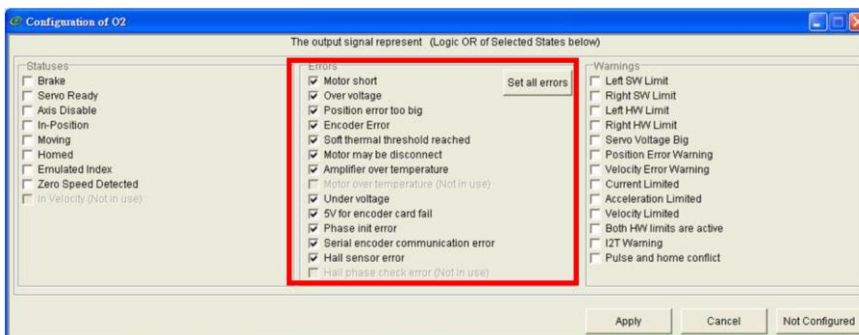 Configuration of O2
The output signal represent (Logic OR of Selected States below)
Statuses
Brake
Servo Ready
Axis Disable
In-Position
Moving
Homed
Emulated Index
Zero Speed Detected
In Velocity (Not in use)
Errors
Set all errors
Motor short
Over voltage
Position error too big
Encoder Error
Soft thermal threshold reached
Motor may be disconnect
Amplifier over temperature
Motor over temperature (Not in use)
Under voltage
5V for encoder card fail
Phase init error
Serial encoder communication error
Hall sensor error
Hall phase check error (Not in use)
Warnings
Left SW Limit
Right SW Limit
Left HW Limit
Right HW Limit
Servo Voltage Big
Position Error Warning
Velocity Error Warning
Current Limited
Acceleration Limited
Velocity Limited
Both HW limits are active
I2T Warning
Pulse and home conflict
Apply
Cancel
Not Configured